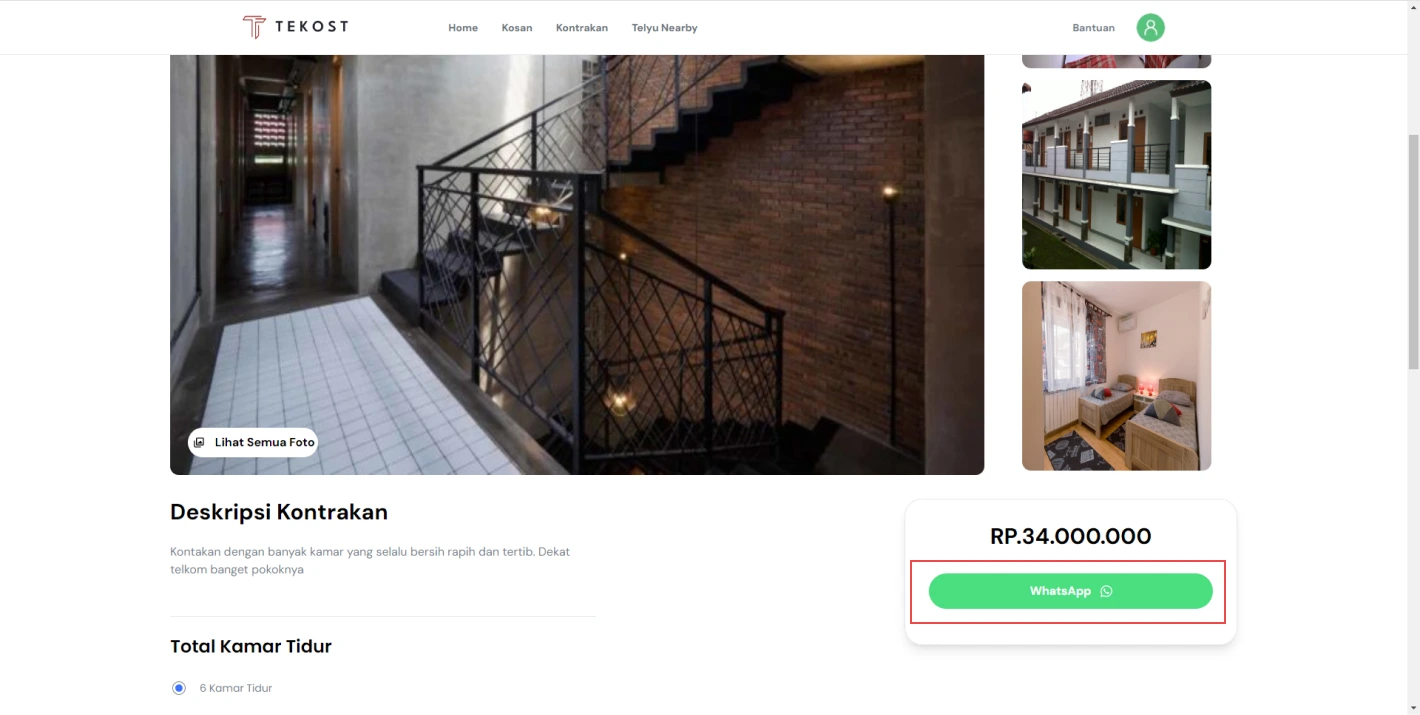 TEKOST
Home
Kosan
Kontrakan
Telyu Nearby
Bantuan
Lihat Semua Foto
Deskripsi Kontrakan
Kontakan dengan banyak kamar yang selalu bersih rapih dan tertib. Dekat
telkom banget pokoknya
Total Kamar Tidur
6 Kamar Tidur
RP.34.000.000
WhatsApp